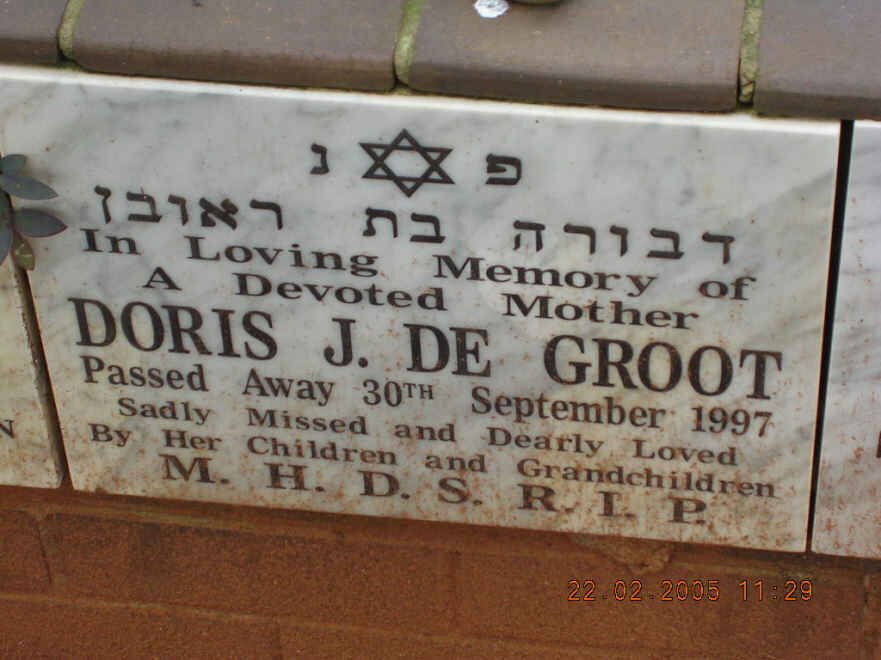 פ נ
דבורה בת ראובן
In Loving Memory of
A Devoted Mother
DORIS J. DE GROOT
Passed Away 30TH September 1997
Sadly Missed and Dearly Loved
By Her Children and Grandchildren
M. H. D. S. R. I. P.
N
22.02.2005 11:29